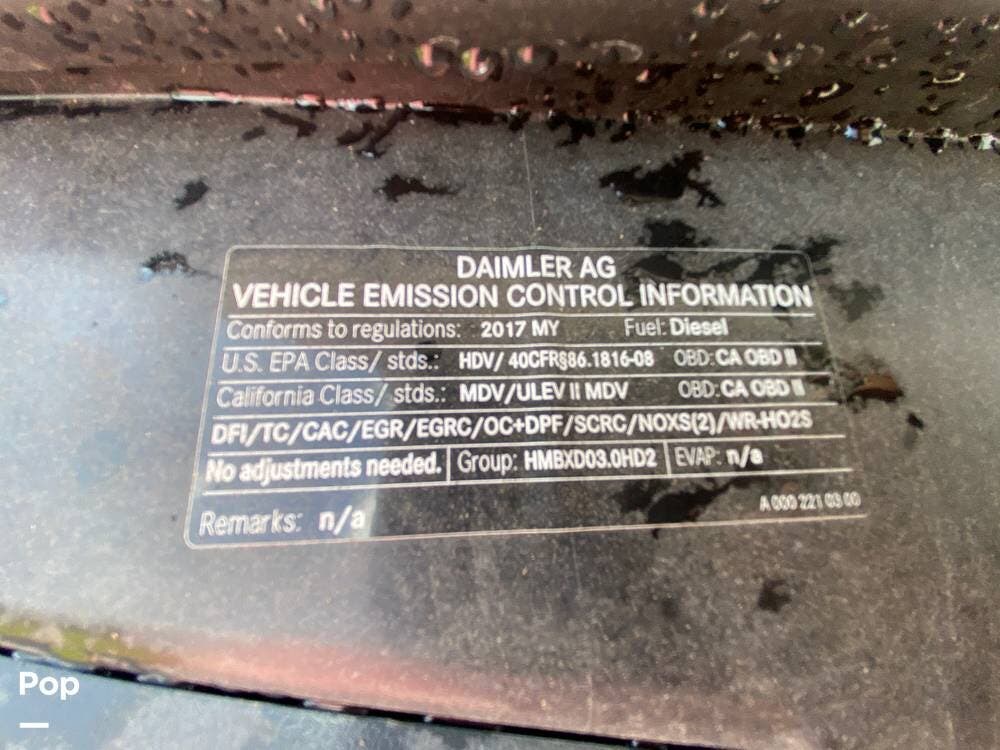 DAIMLER AG
VEHICLE EMISSION CONTROL INFORMATION
Conforms to regulations: 2017 MY Fuel: Diesel
U.S. EPA Class/ stds.: HDV/ 40CFR§86.1816-08 OBD: CA OBD II
California Class/ stds.: MDV/ULEV II MDV OBD: CA OBD II
DFI/TC/CAC/EGR/EGRC/OC+DPF/SCRC/NOXS(2)/WR-HO2S
No adjustments needed. Group: HMBXD03.0HD2 EVAP: n/a
Remarks: n/a
A 000 221 03 00
Pop